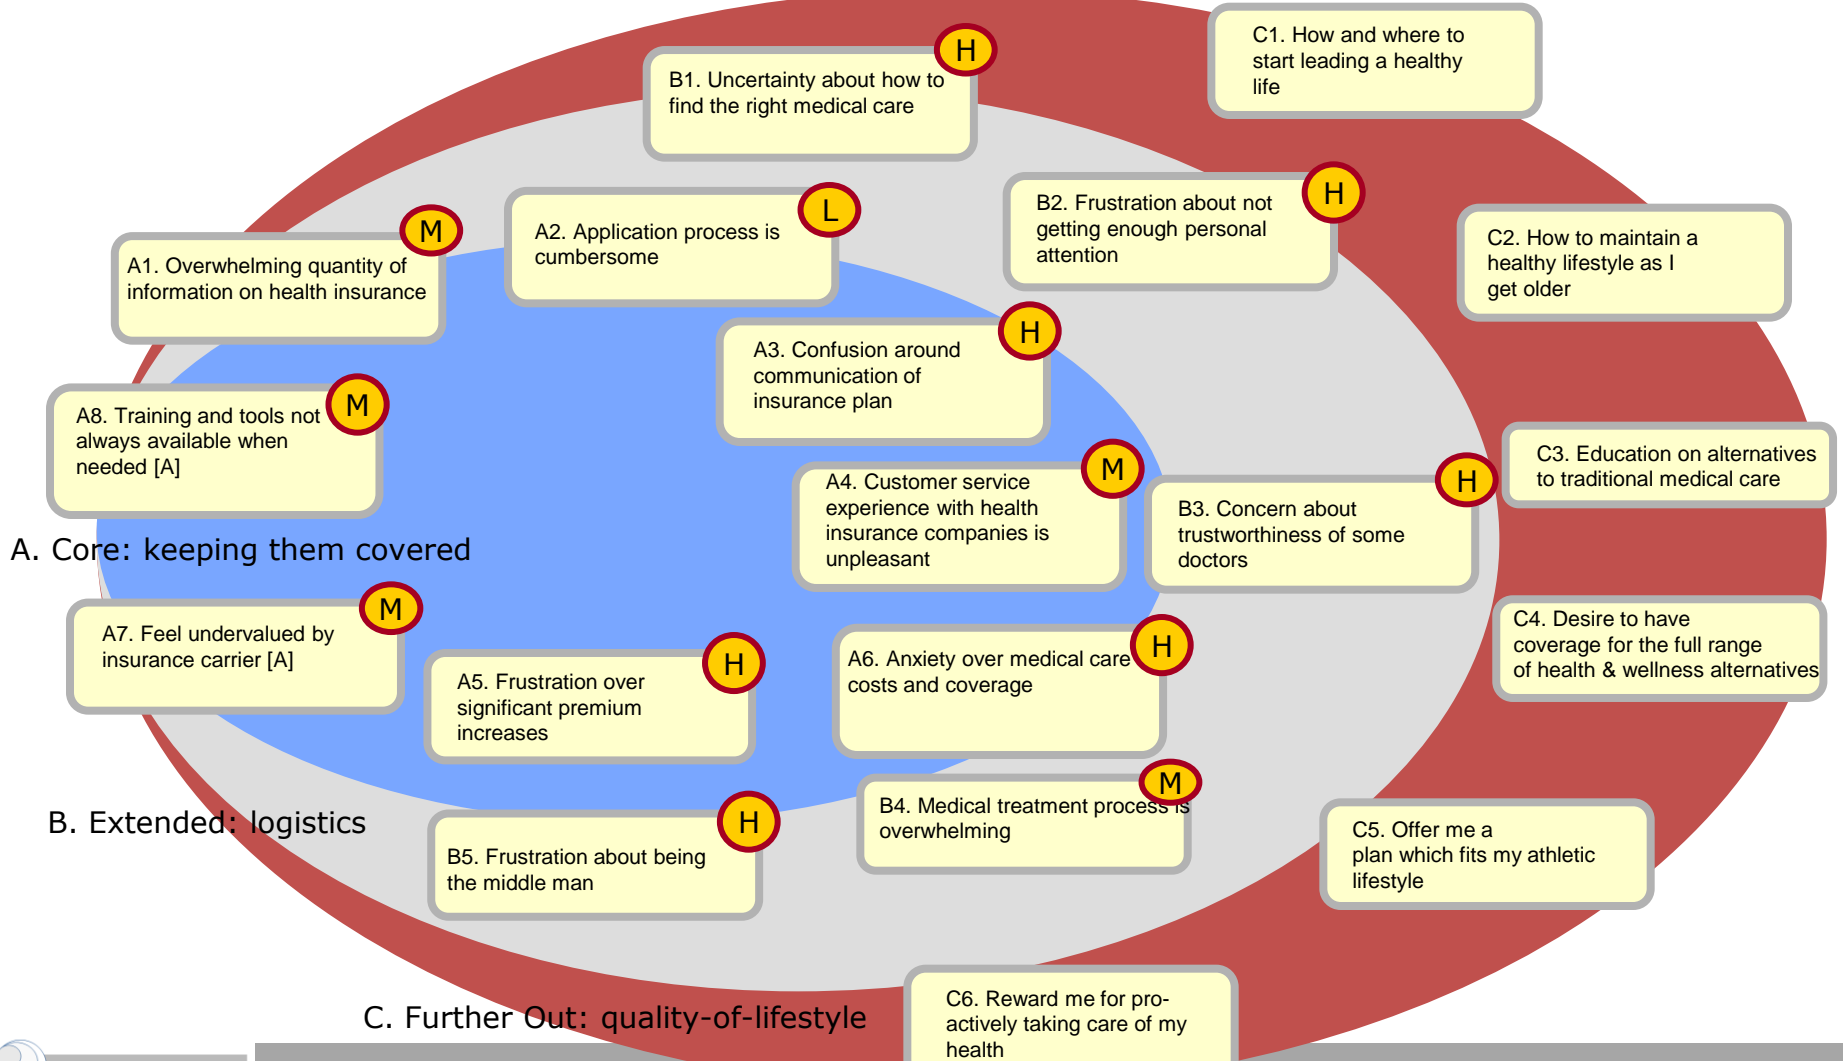 C1. How and where to
start leading a healthy
life
H
B1. Uncertainty about how to
find the right medical care
H
B2. Frustration about not
getting enough personal
attention
L
A2. Application process is
cumbersome
M
A1. Overwhelming quantity of
information on health insurance
C2. How to maintain a
healthy lifestyle as I
get older
H
A3. Confusion around
communication of
insurance plan
M
A8. Training and tools not
always available when
needed [A]
M
A4. Customer service
experience with health
insurance companies is
unpleasant
H
B3. Concern about
trustworthiness of some
doctors
C3. Education on alternatives
to traditional medical care
A. Core: keeping them covered
M
A7. Feel undervalued by
insurance carrier [A]
H
A5. Frustration over
significant premium
increases
H
A6. Anxiety over medical care
costs and coverage
C4. Desire to have
coverage for the full range
of health & wellness alternatives
B. Extended: logistics
H
B5. Frustration about being
the middle man
M
B4. Medical treatment process is
overwhelming
C5. Offer me a
plan which fits my athletic
lifestyle
C. Further Out: quality-of-lifestyle
C6. Reward me for pro-
actively taking care of my
health